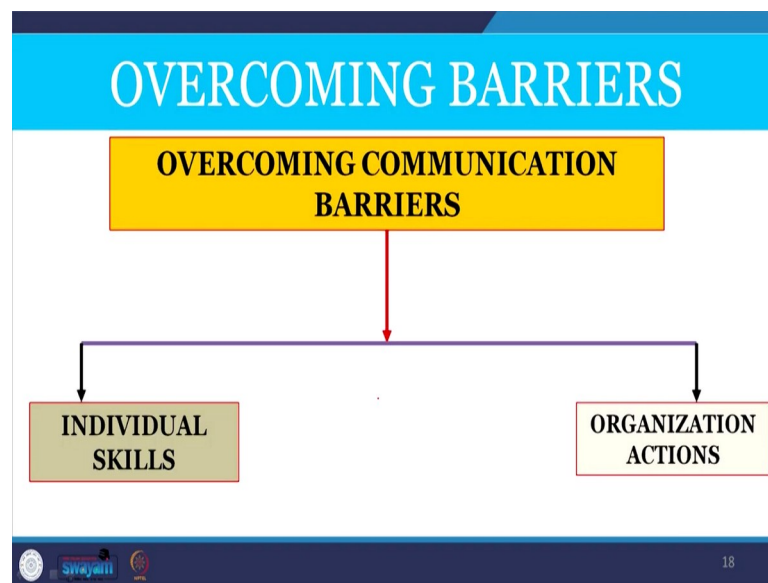 OVERCOMING BARRIERS
OVERCOMING COMMUNICATION
BARRIERS
INDIVIDUAL
SKILLS
ORGANIZATION
ACTIONS
swayam
18